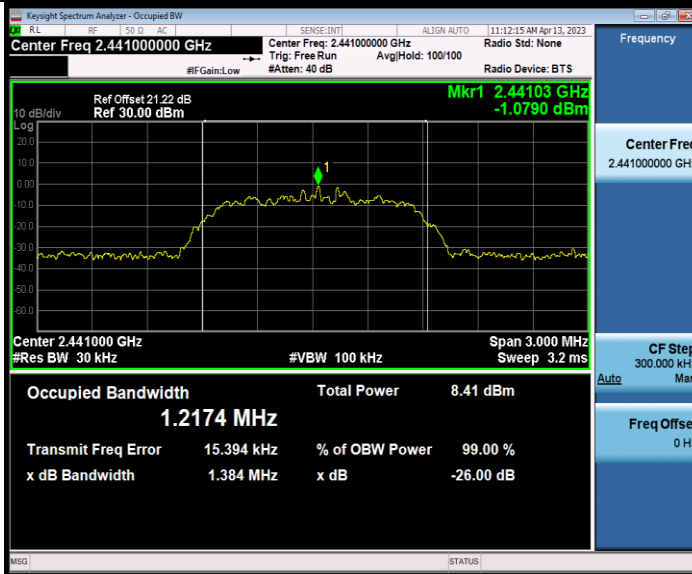 Keysight Spectrum Analyzer - Occupied BW
RL RF 50 Ω AC SENSE:INT ALIGN AUTO 11:12:15 AM Apr 13, 2023
Center Freq 2.441000000 GHz
Center Freq: 2.441000000 GHz Radio Std: None
Trig: Free Run Avg|Hold: 100/100
#IFGain:Low #Atten: 40 dB Radio Device: BTS
Frequency
Mkr1 2.44103 GHz
-1.0790 dBm
Ref Offset 21.22 dB
10 dB/div Ref 30.00 dBm
Log
20.0
10.0
0.00
-10.0
-20.0
-30.0
-40.0
-50.0
-60.0
1
Center Freq
2.441000000 GHz
Center 2.441000 GHz Span 3.000 MHz
#Res BW 30 kHz #VBW 100 kHz Sweep 3.2 ms
CF Step
300.000 kHz
Auto Man
Occupied Bandwidth Total Power 8.41 dBm
1.2174 MHz
Transmit Freq Error 15.394 kHz % of OBW Power 99.00 %
x dB Bandwidth 1.384 MHz x dB -26.00 dB
Freq Offset
0 Hz
MSG STATUS